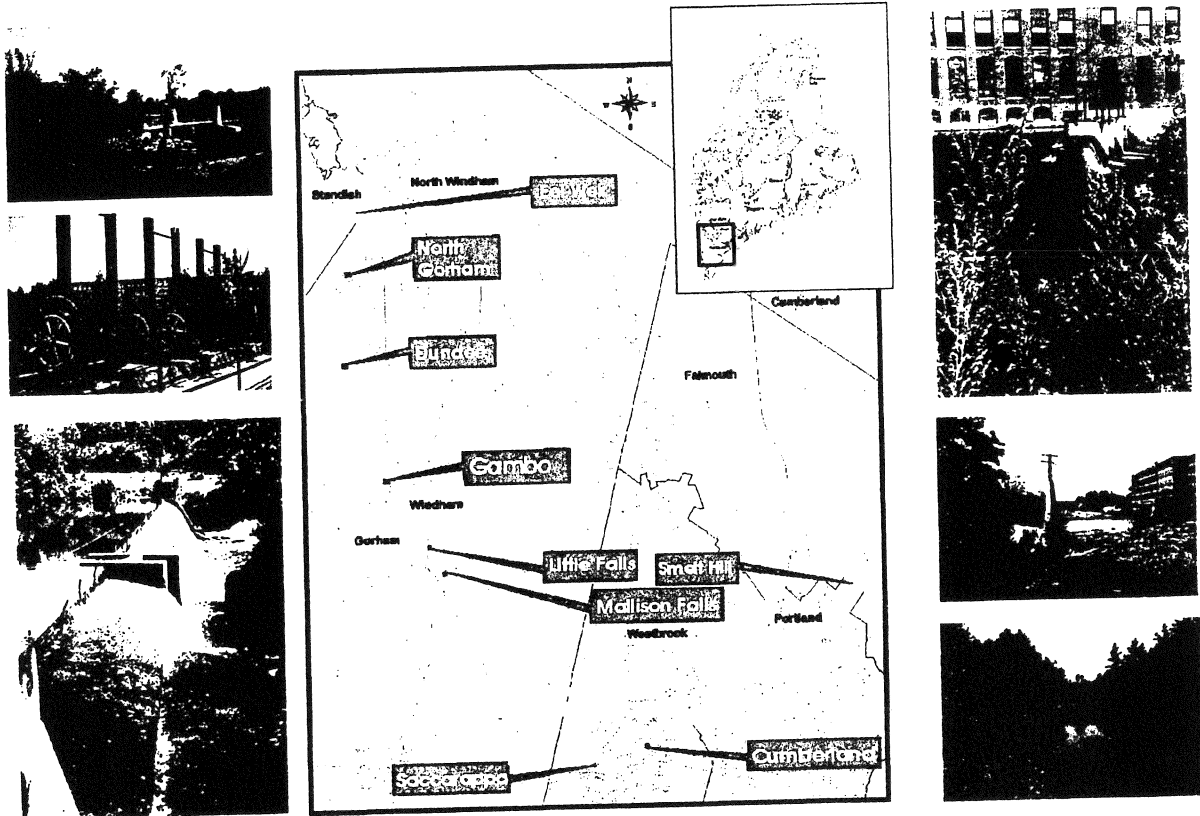 N
W
Standish
North Windham
North
Gorham
Cumberland
Dundee
Falmouth
Gambo
Windham
Gorham
Little Falls
Small Hill
Mallison Falls
Portland
Westbrook
Cumberland
Saccarappa